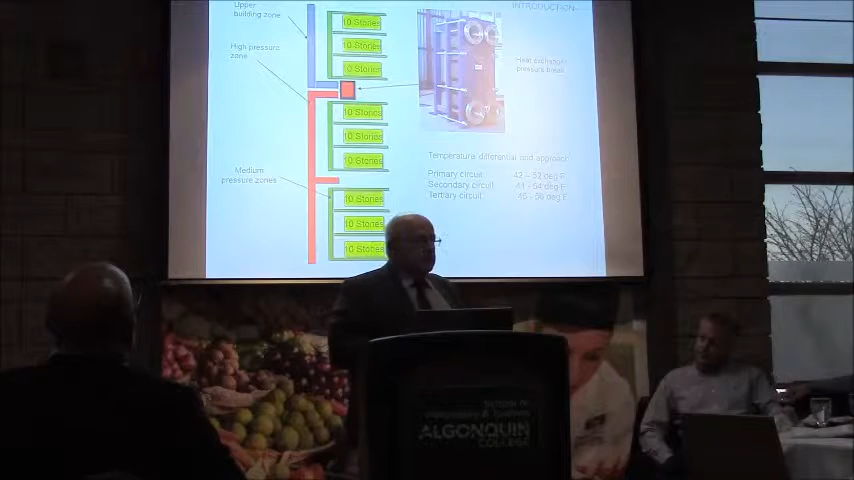 Upper
building zone
INTRODUCTION
10 Stories
10 Stories
10 Stories
High pressure
zone
Heat exchanger
pressure break
10 Stories
10 Stories
10 Stories
Temperature differential and approach
Primary circuit 42 – 52 deg F
Secondary circuit 44 – 54 deg F
Tertiary circuit 46 – 56 deg F
Medium
pressure zones
10 Stories
10 Stories
10 Stories
ALGONQUIN
COLLEGE